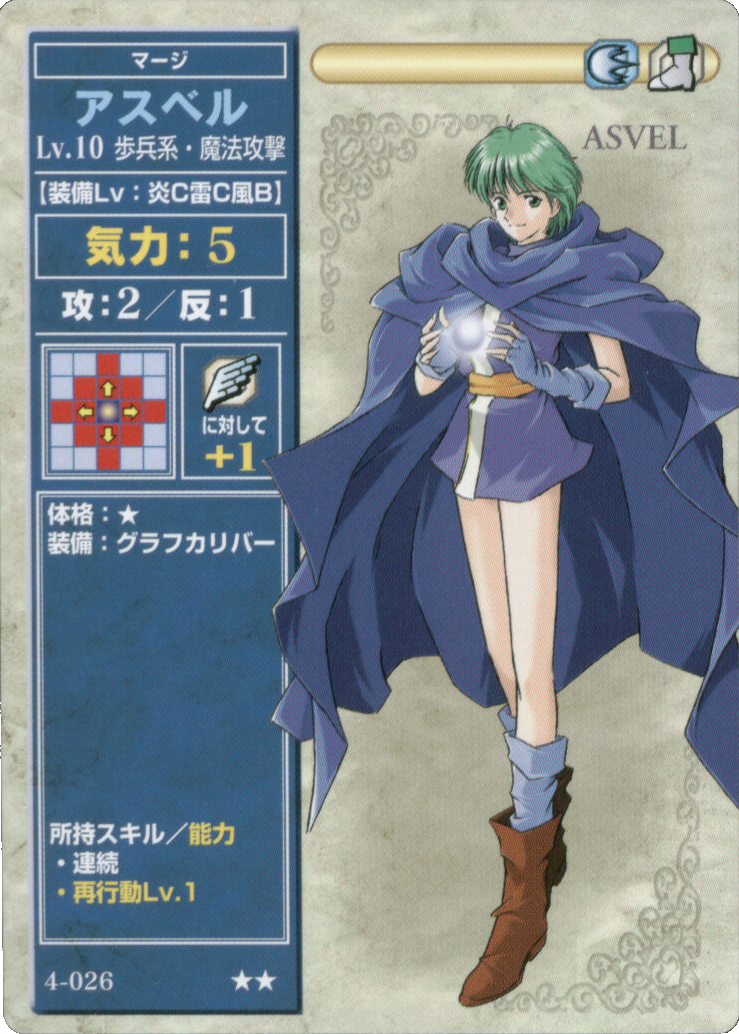 マージ
アスベル
Lv.10 歩兵系・魔法攻撃
【装備Lv：炎C雷C風B】
気力：5
攻：2／反：1
に対して
+1
体格：★
装備：グラフカリバー
所持スキル／能力
・連続
・再行動Lv.1
4-026 ★★
ASVEL